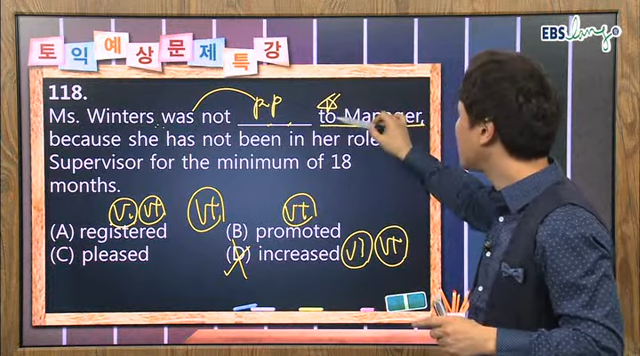 토익예상문제특강
EBS lang
118.
p.p.
Ms. Winters was not ________ to Manager,
because she has not been in her role
Supervisor for the minimum of 18
months.
Vi Vt Vt Vt
(A) registered (B) promoted
(C) pleased (D) increased Vi Vt